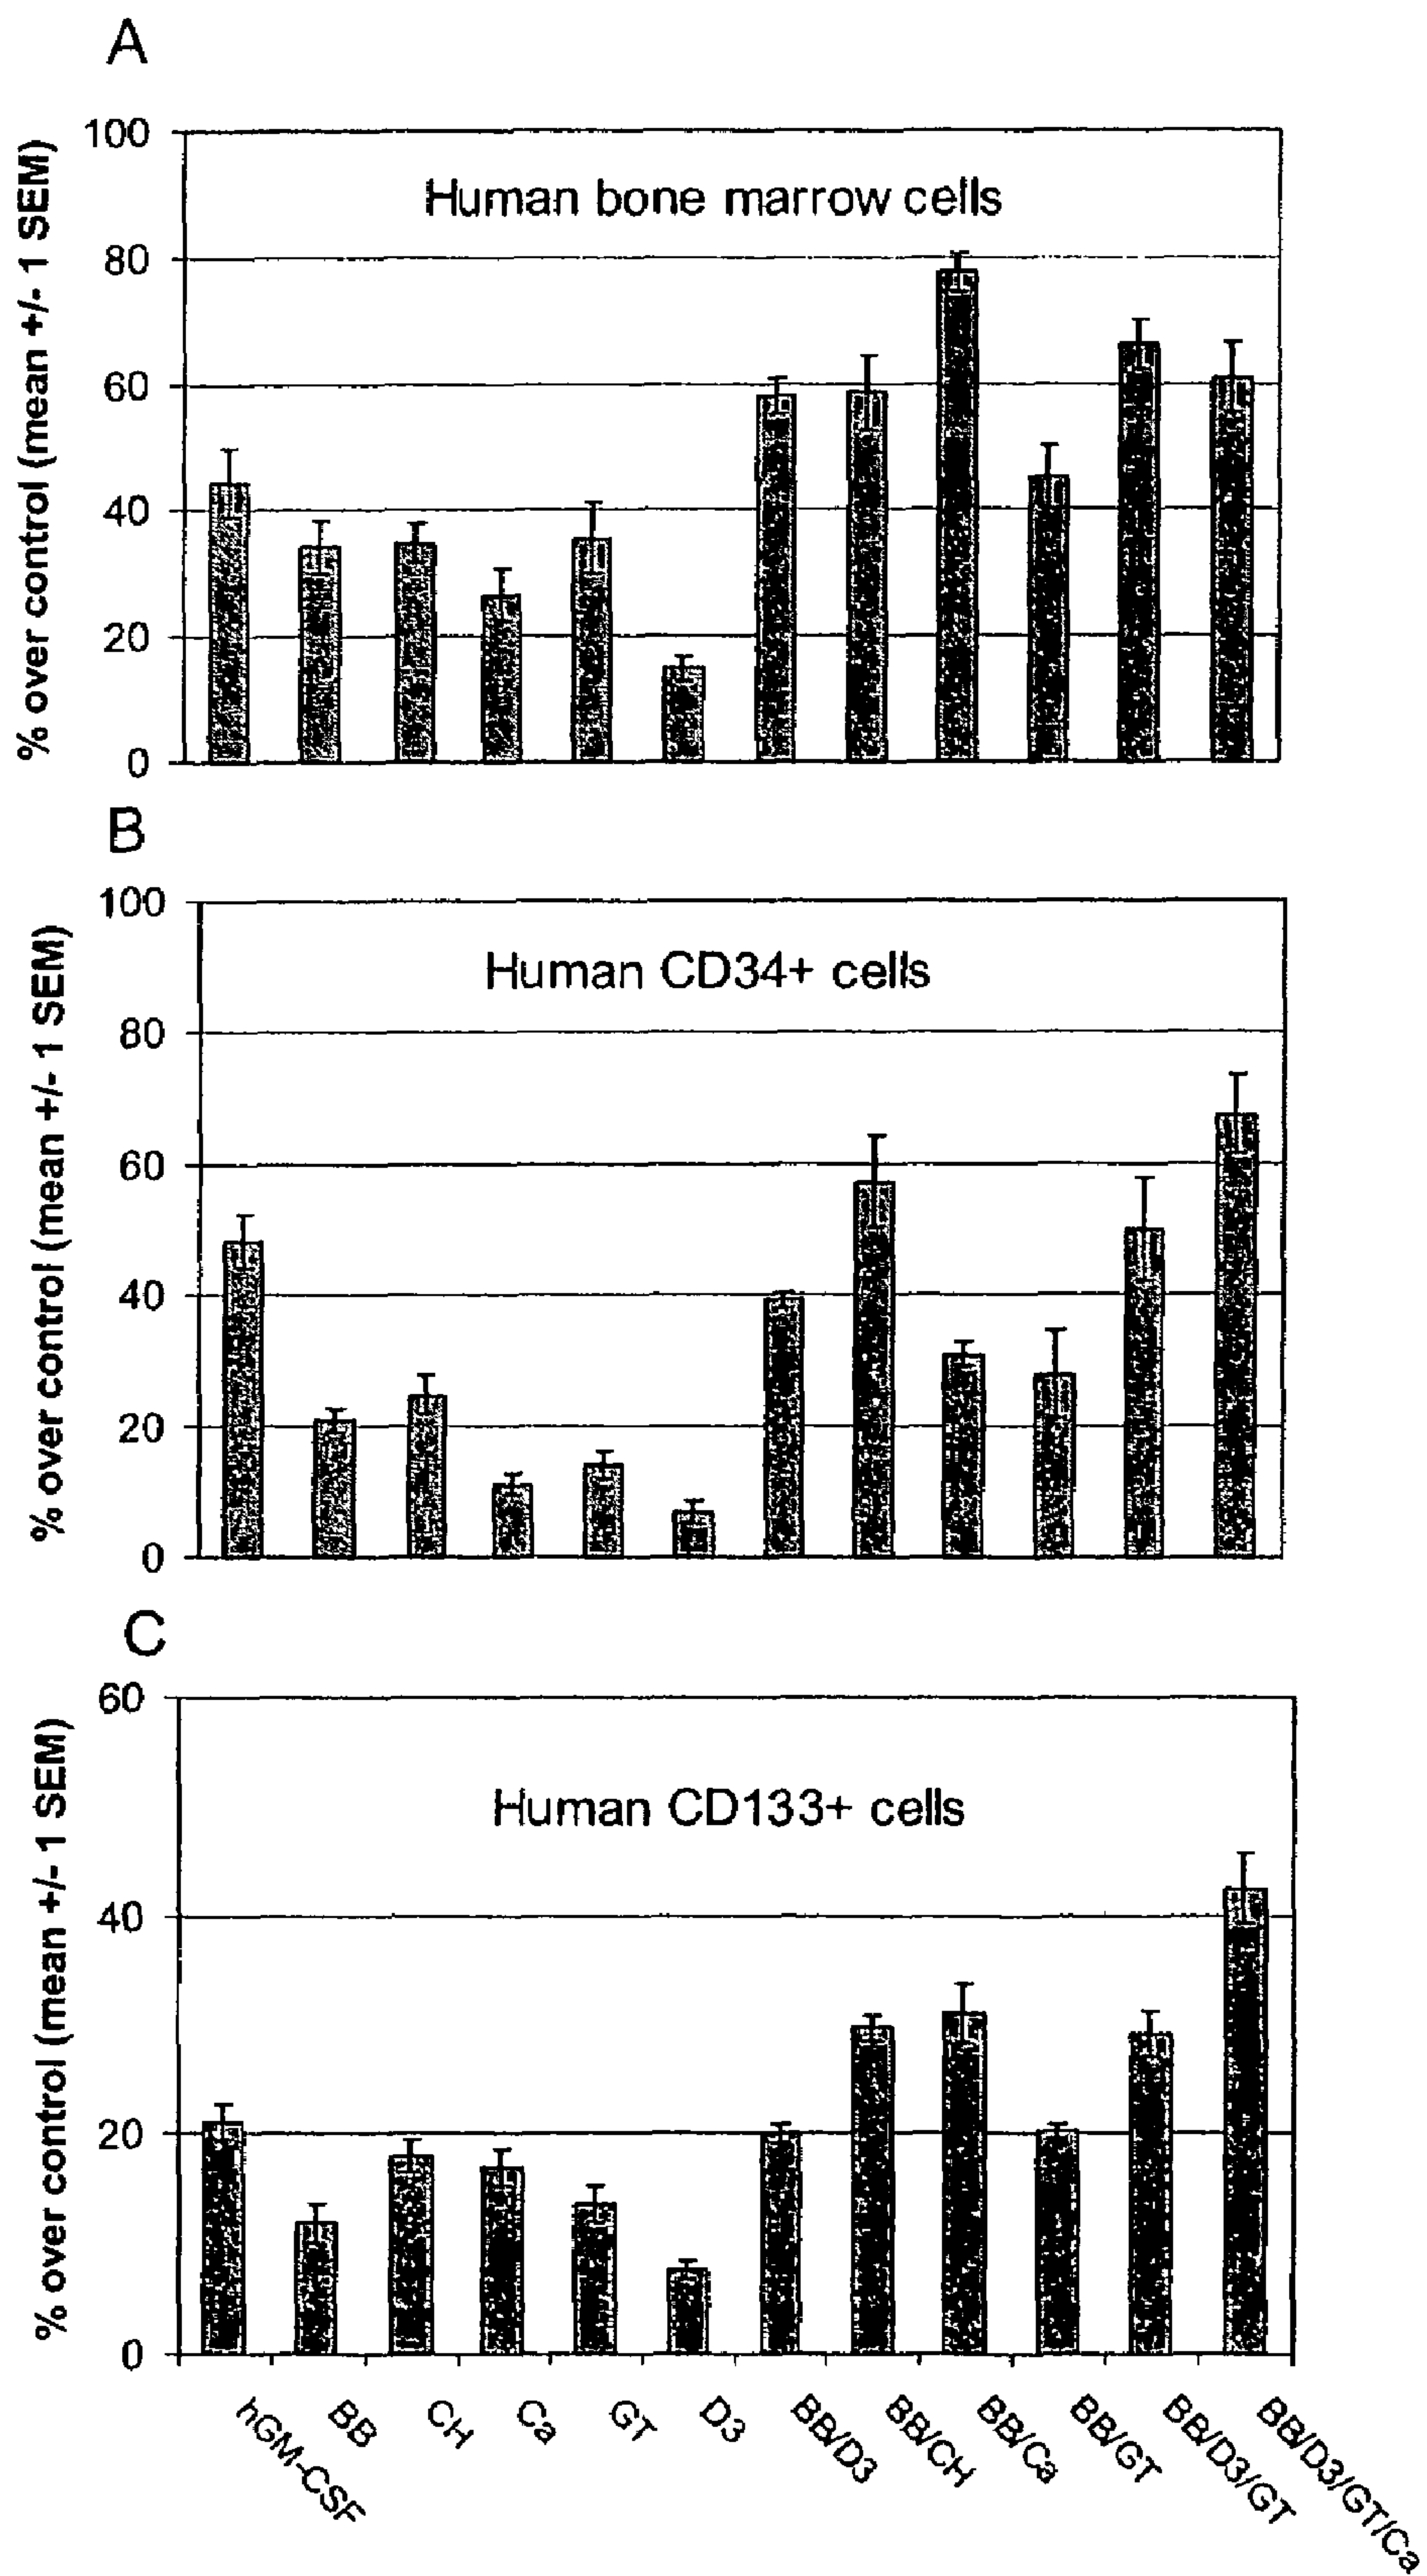 A
% over control (mean +/- 1 SEM)
100
80
60
40
20
0
Human bone marrow cells
B
% over control (mean +/- 1 SEM)
100
80
60
40
20
0
Human CD34+ cells
C
% over control (mean +/- 1 SEM)
60
40
20
0
Human CD133+ cells
hGM-CSF
BB
CH
Ca
GT
D3
BB/D3
BB/CH
BB/Ca
BB/GT
BB/D3/GT
BB/D3/GT/Ca